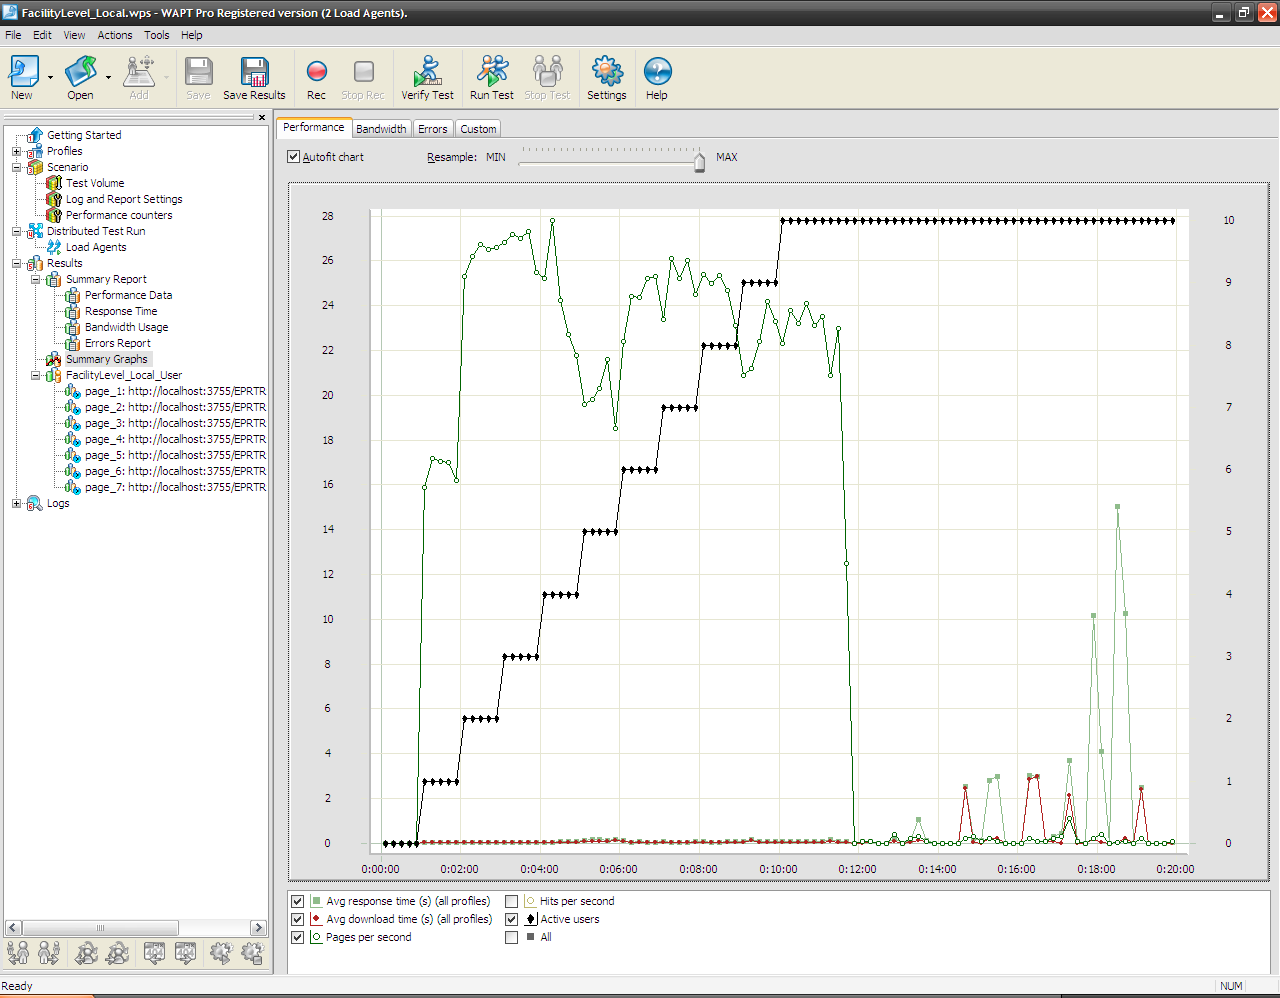 FacilityLevel_Local.wps - WAPT Pro Registered version (2 Load Agents).
File Edit View Actions Tools Help
New Open Add Save Save Results Rec Stop Rec Verify Test Run Test Stop Test Settings Help
Getting Started
Profiles
Scenario
Test Volume
Log and Report Settings
Performance counters
Distributed Test Run
Load Agents
Results
Summary Report
Performance Data
Response Time
Bandwidth Usage
Errors Report
Summary Graphs
FacilityLevel_Local_User
page_1: http://localhost:3755/EPRTR
page_2: http://localhost:3755/EPRTR
page_3: http://localhost:3755/EPRTR
page_4: http://localhost:3755/EPRTR
page_5: http://localhost:3755/EPRTR
page_6: http://localhost:3755/EPRTR
page_7: http://localhost:3755/EPRTR
Logs
Performance Bandwidth Errors Custom
Autofit chart Resample: MIN MAX
28 10
26 9
24
22 8
20 7
18
16 6
14 5
12
10 4
8 3
6
4 2
2 1
0 0
0:00:00 0:02:00 0:04:00 0:06:00 0:08:00 0:10:00 0:12:00 0:14:00 0:16:00 0:18:00 0:20:00
Avg response time (s) (all profiles) Hits per second
Avg download time (s) (all profiles) Active users
Pages per second All
Ready NUM